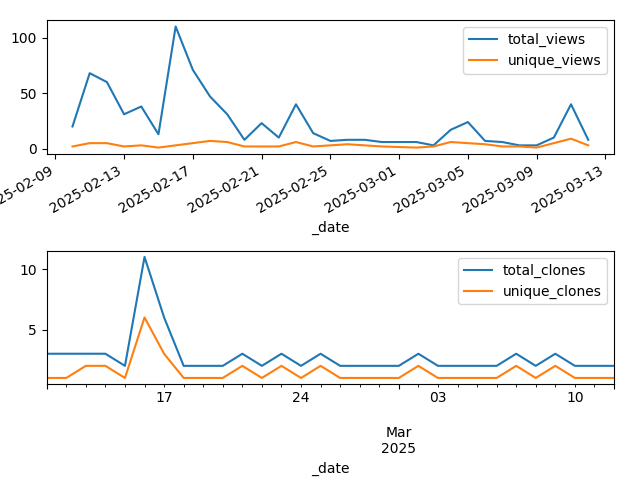 100
50
0
total_views
unique_views
2025-02-13
2025-02-17
2025-02-21
2025-02-25
2025-03-01
2025-03-05
2025-03-09
2025-03-13
25-02-09
_date
10
5
total_clones
unique_clones
17
24
03
10
Mar
2025
_date